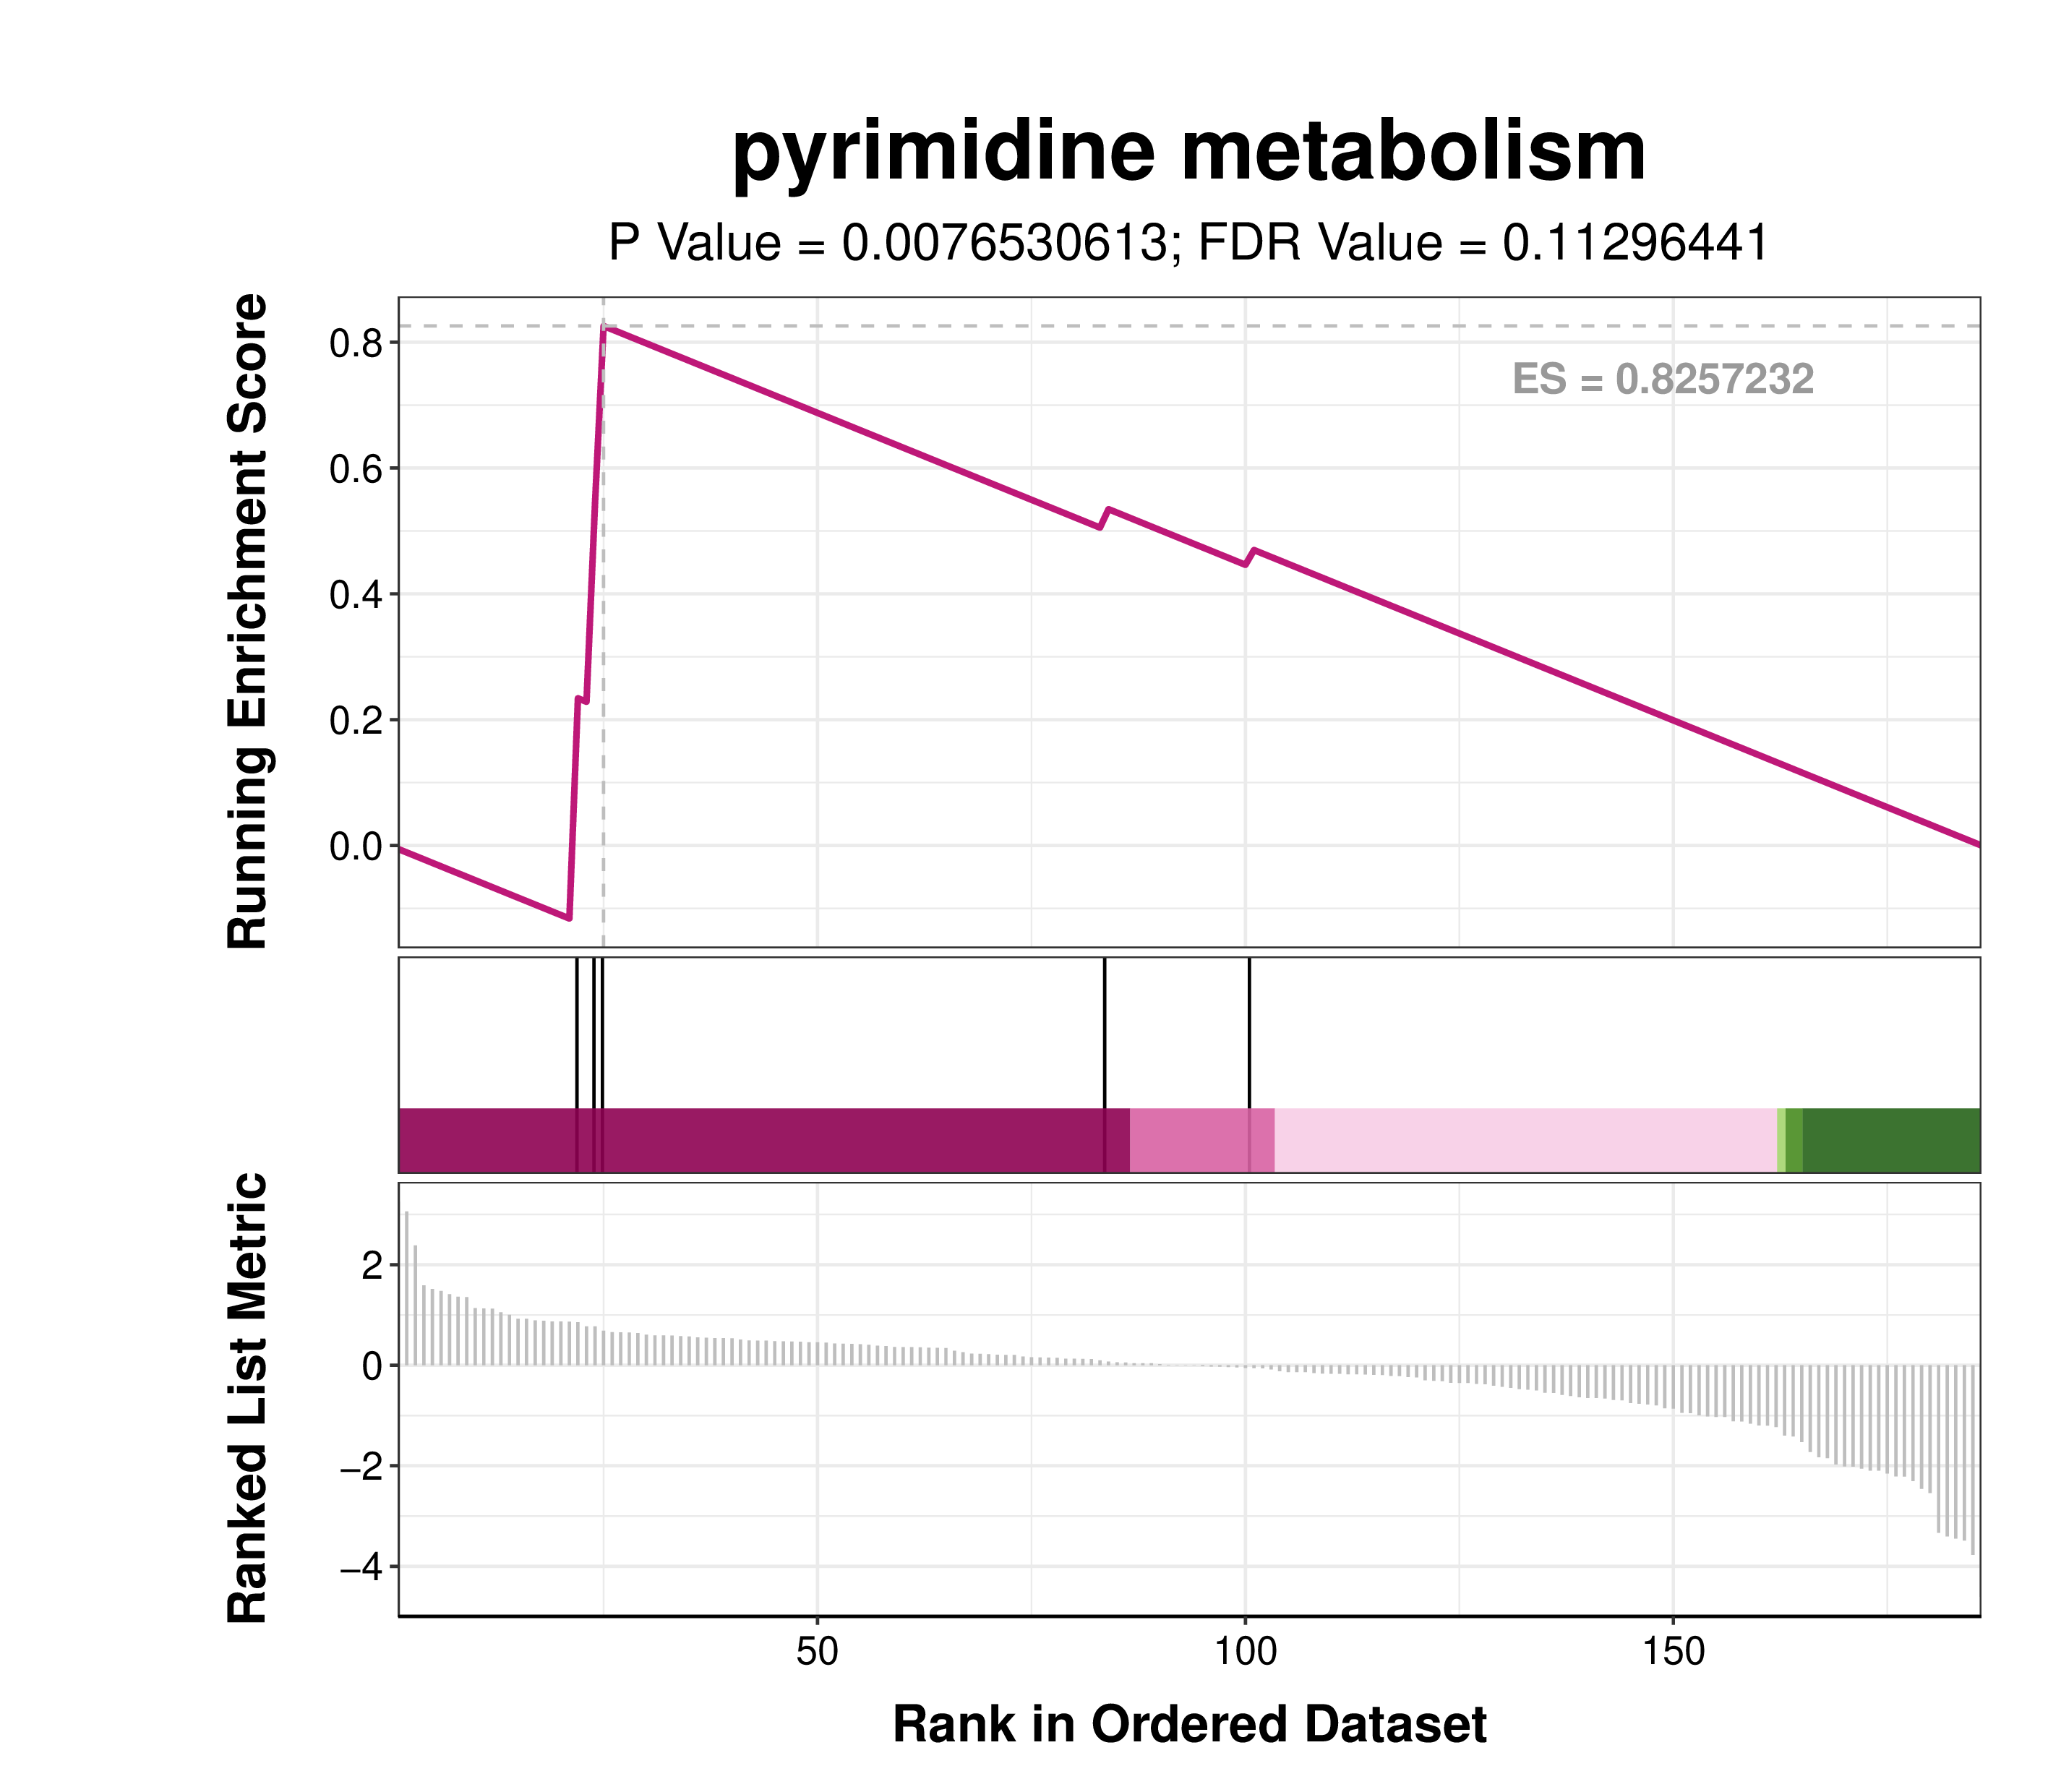 pyrimidine metabolism
P Value = 0.0076530613; FDR Value = 0.11296441
Running Enrichment Score
0.8
0.6
0.4
0.2
0.0
ES = 0.8257232
Ranked List Metric
2
0
−2
−4
50 100 150
Rank in Ordered Dataset